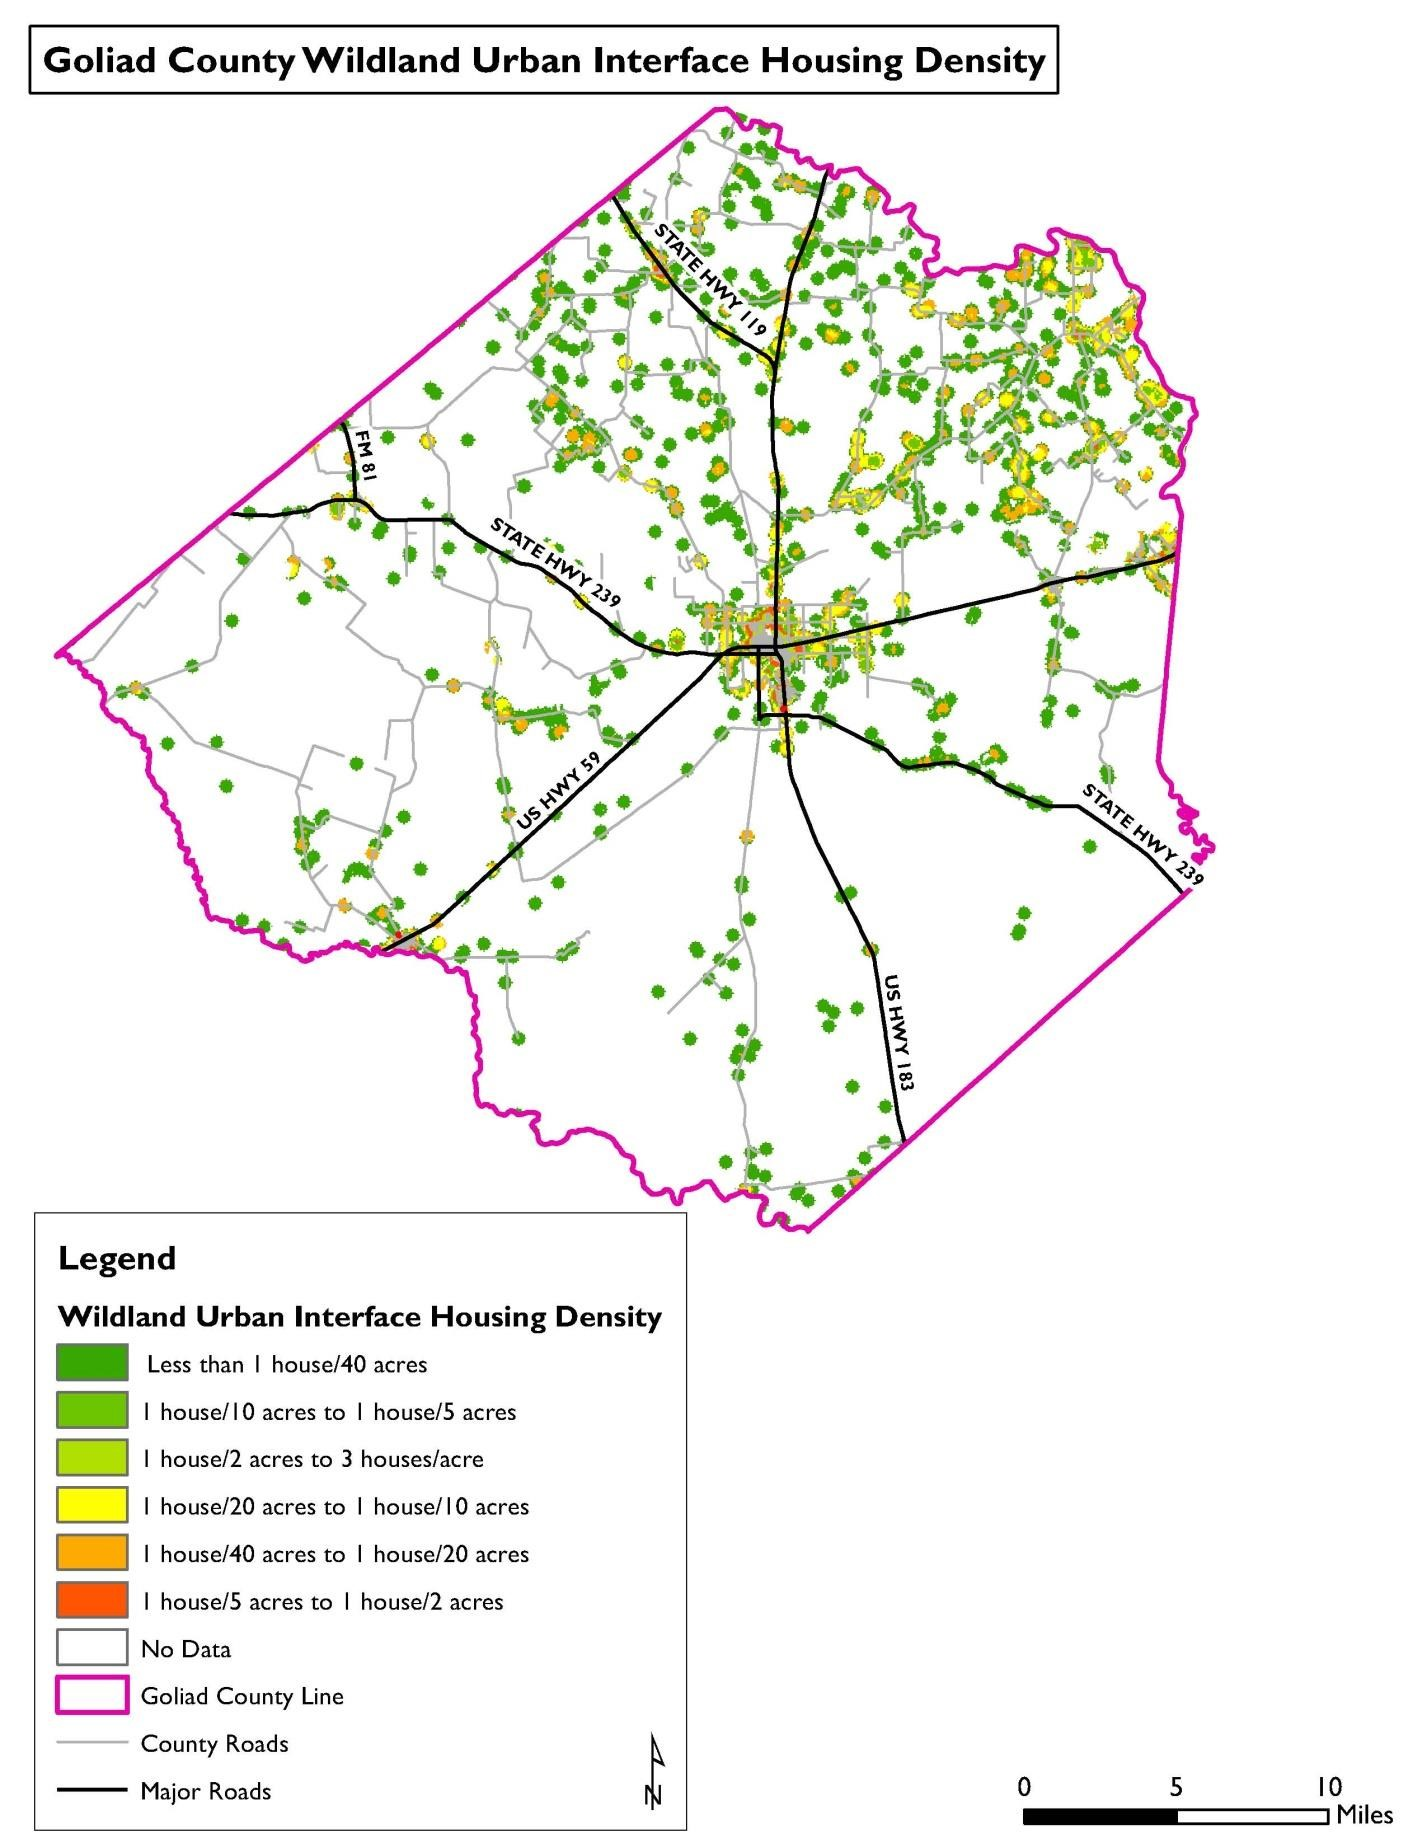 Goliad County Wildland Urban Interface Housing Density
STATE HWY 119
FM 81
STATE HWY 239
US HWY 59
STATE HWY 239
US HWY 183
Legend
Wildland Urban Interface Housing Density
Less than 1 house/40 acres
1 house/10 acres to 1 house/5 acres
1 house/2 acres to 3 houses/acre
1 house/20 acres to 1 house/10 acres
1 house/40 acres to 1 house/20 acres
1 house/5 acres to 1 house/2 acres
No Data
Goliad County Line
County Roads
Major Roads
N
0 5 10
Miles